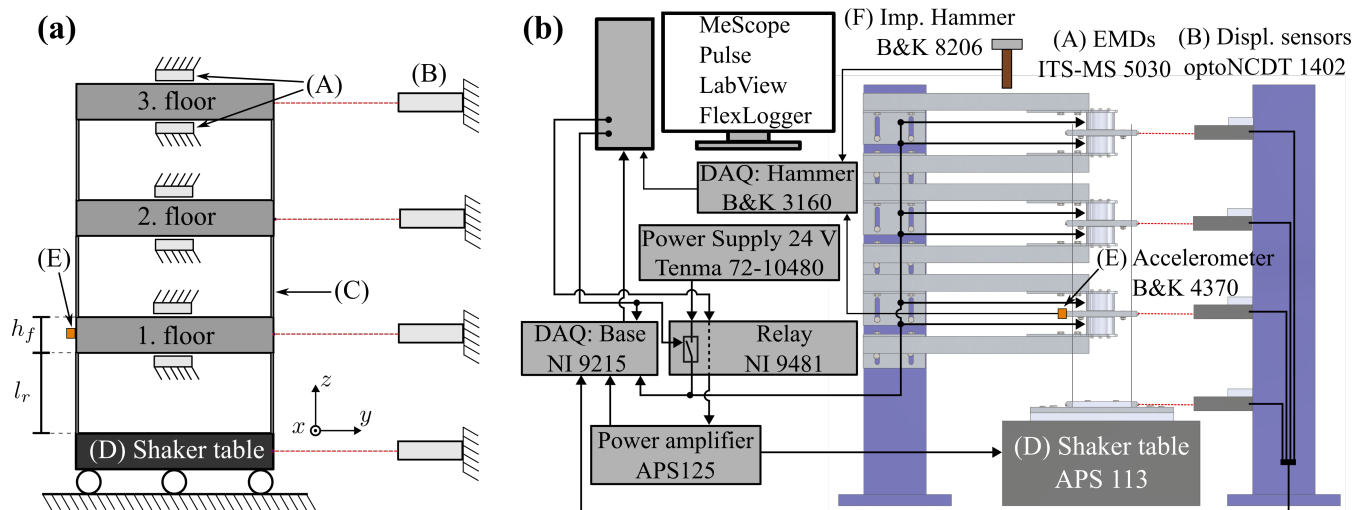 (a)
(A)
(B)
3. floor
2. floor
(E)
(C)
h_f
1. floor
l_r
z
x
y
(D) Shaker table
(b)
MeScope
Pulse
LabView
FlexLogger
(F) Imp. Hammer
B&K 8206
(A) EMDs
ITS-MS 5030
(B) Displ. sensors
optoNCDT 1402
DAQ: Hammer
B&K 3160
Power Supply 24 V
Tenma 72-10480
(E) Accelerometer
B&K 4370
DAQ: Base
NI 9215
Relay
NI 9481
Power amplifier
APS125
(D) Shaker table
APS 113